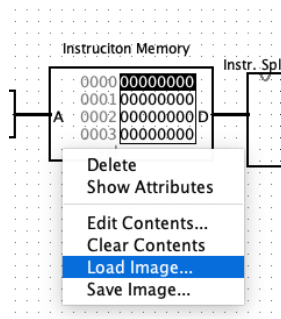 Instruciton Memory
Instr. Spl
0000 00000000
0001 00000000
A 0002 00000000 D
0003 00000000
Delete
Show Attributes
Edit Contents...
Clear Contents
Load Image...
Save Image...